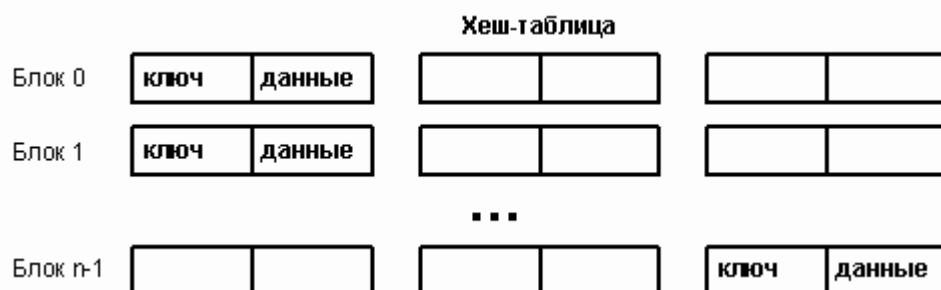 Хеш-таблица
Блок 0 ключ данные
Блок 1 ключ данные
...
Блок n-1 ключ данные